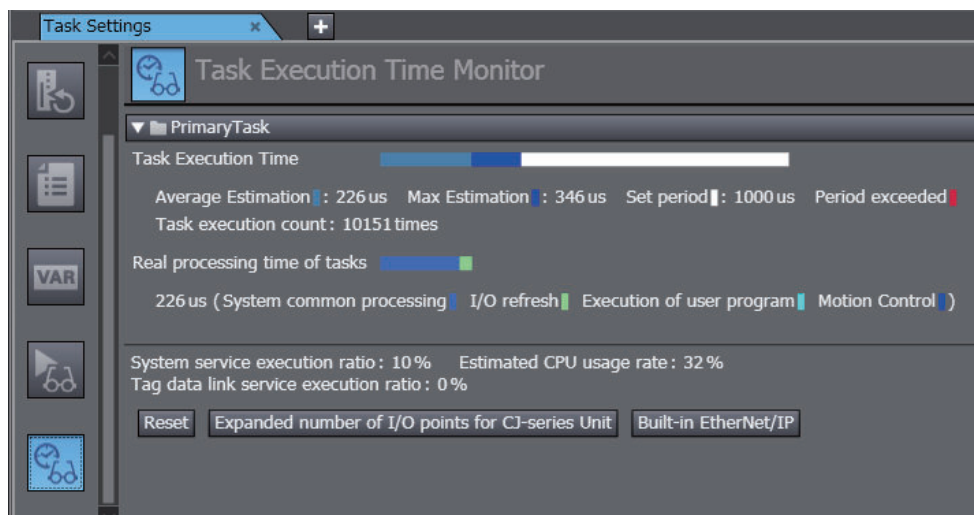 Task Settings × +
Task Execution Time Monitor
PrimaryTask
Task Execution Time
Average Estimation : 226 us Max Estimation : 346 us Set period : 1000 us Period exceeded
Task execution count : 10151 times
VAR
Real processing time of tasks
226 us (System common processing I/O refresh Execution of user program Motion Control )
System service execution ratio : 10 % Estimated CPU usage rate : 32 %
Tag data link service execution ratio : 0 %
Reset Expanded number of I/O points for CJ-series Unit Built-in EtherNet/IP